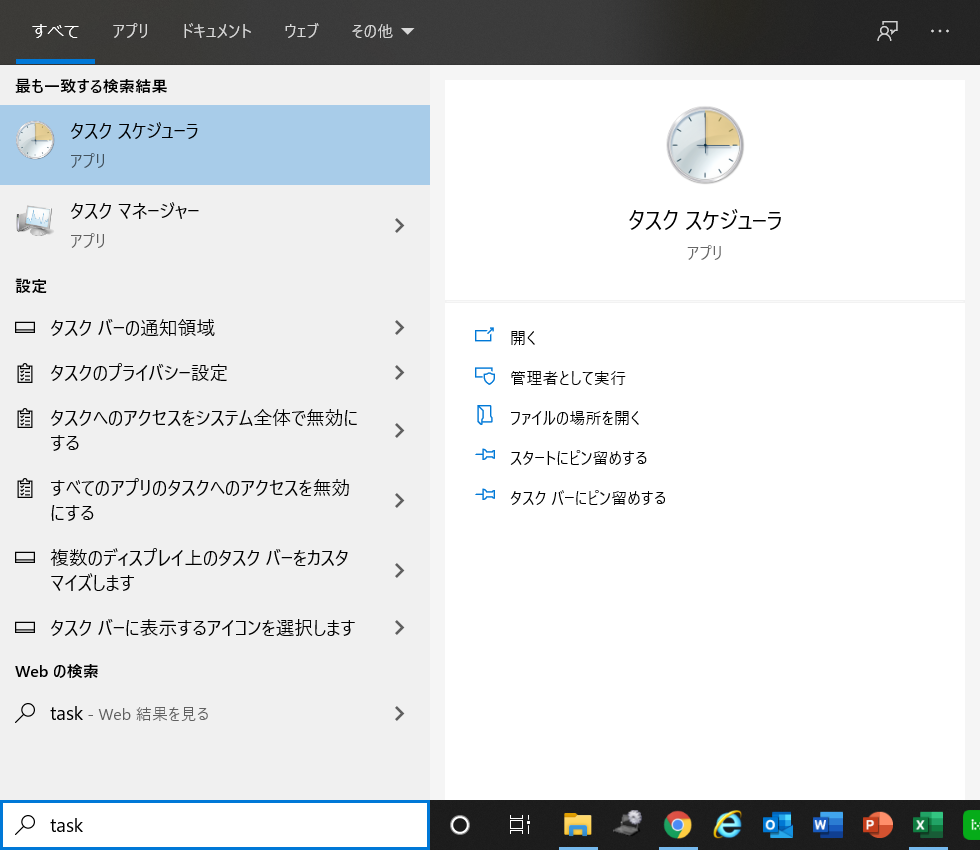 すべて アプリ ドキュメント ウェブ その他
最も一致する検索結果
タスク スケジューラ
アプリ
タスク マネージャー
アプリ
設定
タスク バーの通知領域
タスクのプライバシー設定
タスクへのアクセスをシステム全体で無効に
する
すべてのアプリのタスクへのアクセスを無効
にする
複数のディスプレイ上のタスク バーをカスタ
マイズします
タスク バーに表示するアイコンを選択します
Web の検索
task - Web 結果を見る
タスク スケジューラ
アプリ
開く
管理者として実行
ファイルの場所を開く
スタートにピン留めする
タスク バーにピン留めする
task